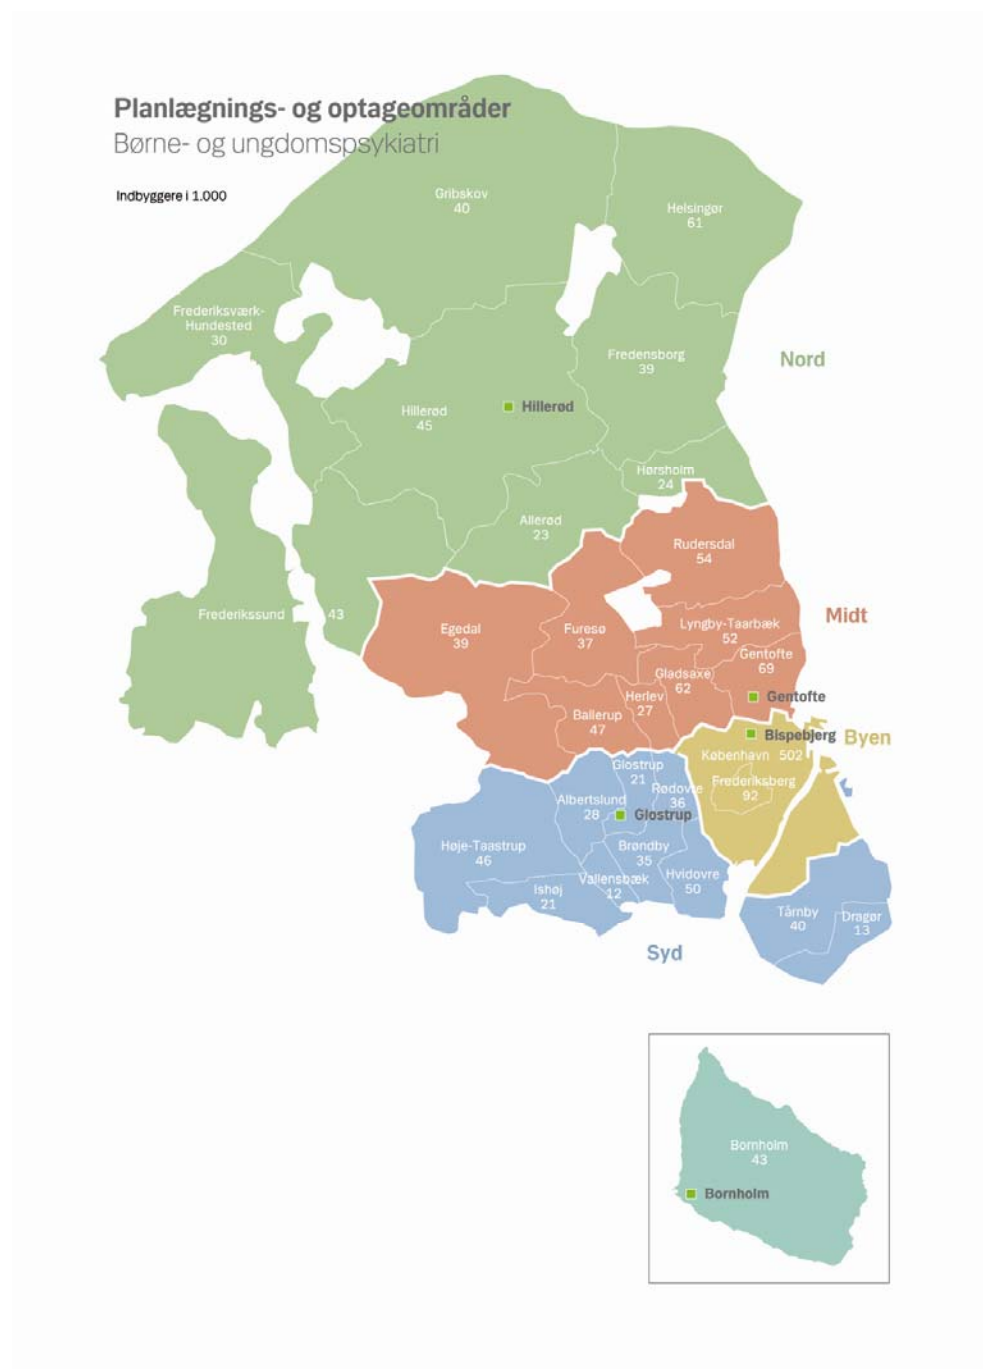 Planlægnings- og optageområder
Børne- og ungdomspsykiatri
Indbyggere i 1.000
Gribskov
40
Helsingør
61
Frederiksværk-
Hundested
30
Fredensborg
39
Nord
Hillerød
45
Hillerød
Hørsholm
24
Allerød
23
Rudersdal
54
Frederikssund 43
Egedal
39
Furesø
37
Lyngby-Taarbæk
52
Midt
Gentofte
69
Gladsaxe
62
Herlev
27
Gentofte
Ballerup
47
Bispebjerg
Byen
København 502
Frederiksberg
92
Glostrup
21
Rødovre
36
Albertslund
28
Glostrup
Høje-Taastrup
46
Brøndby
35
Hvidovre
50
Vallensbæk
12
Ishøj
21
Tårnby
40
Dragør
13
Syd
Bornholm
43
Bornholm